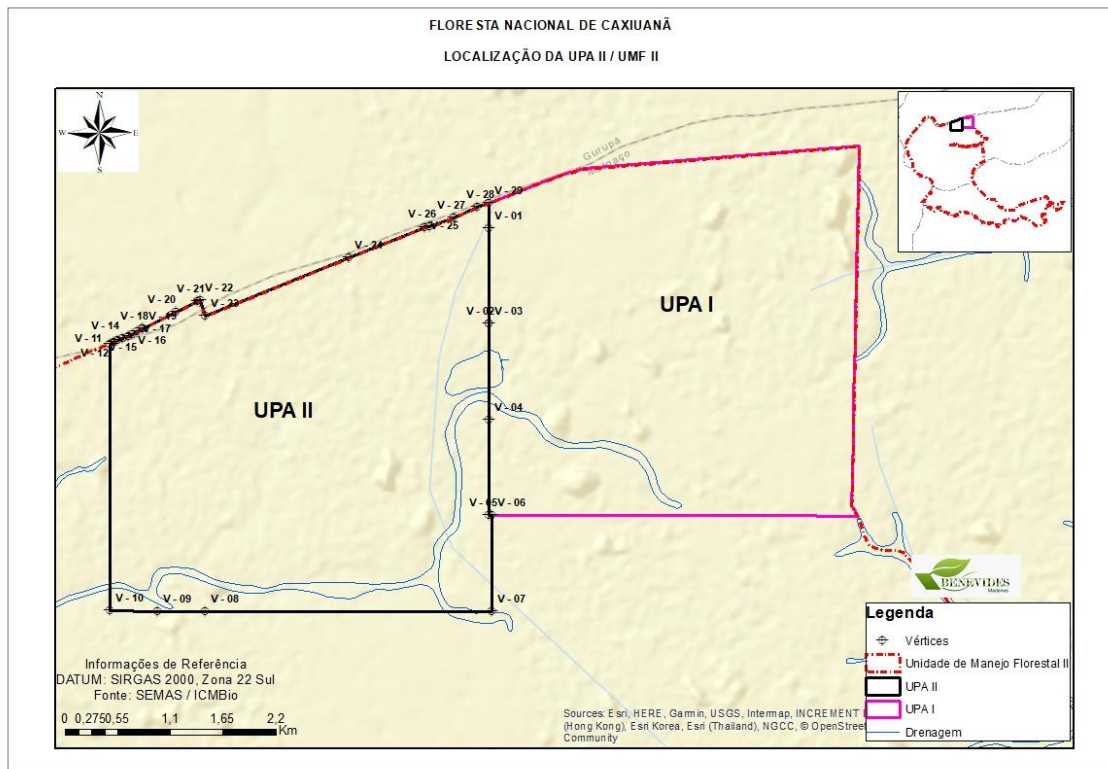 FLORESTA NACIONAL DE CAXIUANÃ
LOCALIZAÇÃO DA UPA II / UMF II
N
W
E
S
Gurupá
V - 28
V - 29
V - 27
V - 26
V - 25
V - 01
V - 24
V - 21
V - 22
V - 20
V - 23
V - 18
V - 14
V - 17
V - 11
V - 16
V - 15
V - 12
V - 02
V - 03
UPA I
UPA II
V - 04
V - 05
V - 06
V - 10
V - 09
V - 08
V - 07
BENEVIDES
Madeiras
Legenda
Vértices
Unidade de Manejo Florestal II
UPA II
UPA I
Drenagem
Informações de Referência
DATUM: SIRGAS 2000, Zona 22 Sul
Fonte: SEMAS / ICMBio
0 0,275 0,55 1,1 1,65 2,2
Km
Sources: Esri, HERE, Garmin, USGS, Intermap, INCREMENT
(Hong Kong), Esri Korea, Esri (Thailand), NGCC, © OpenStreet
Community